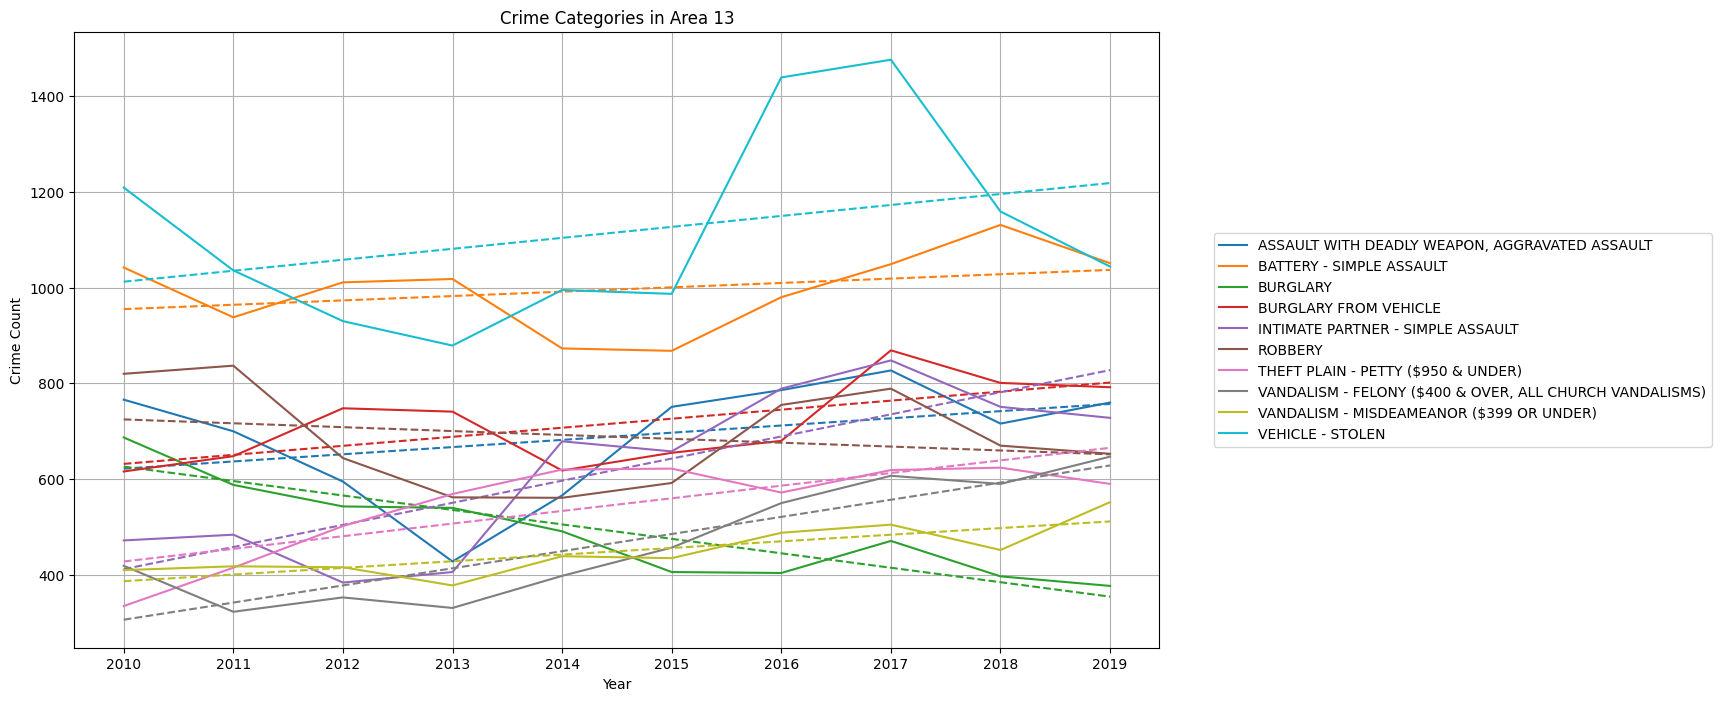 Crime Categories in Area 13
Crime Count
1400
1200
1000
800
600
400
2010 2011 2012 2013 2014 2015 2016 2017 2018 2019
Year
ASSAULT WITH DEADLY WEAPON, AGGRAVATED ASSAULT
BATTERY - SIMPLE ASSAULT
BURGLARY
BURGLARY FROM VEHICLE
INTIMATE PARTNER - SIMPLE ASSAULT
ROBBERY
THEFT PLAIN - PETTY ($950 & UNDER)
VANDALISM - FELONY ($400 & OVER, ALL CHURCH VANDALISMS)
VANDALISM - MISDEAMEANOR ($399 OR UNDER)
VEHICLE - STOLEN